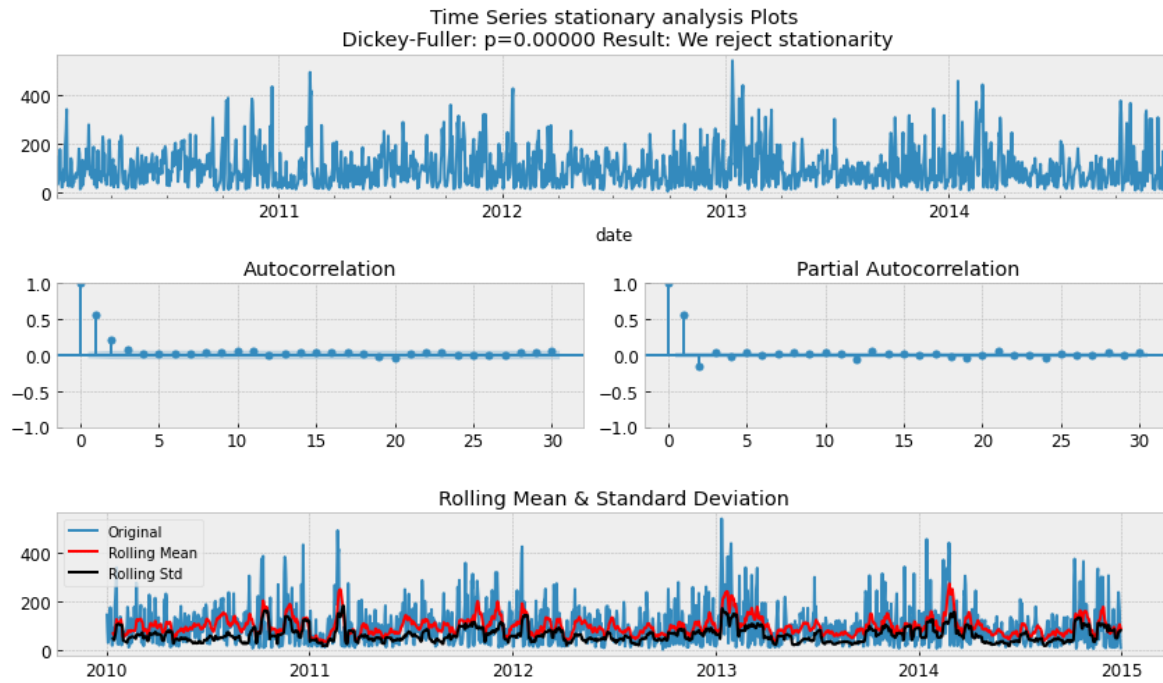 Time Series stationary analysis Plots
Dickey-Fuller: p=0.00000 Result: We reject stationarity
400
200
0
2011 2012 2013 2014
date
Autocorrelation
1.0
0.5
0.0
−0.5
−1.0
0 5 10 15 20 25 30
Partial Autocorrelation
1.0
0.5
0.0
−0.5
−1.0
0 5 10 15 20 25 30
Rolling Mean & Standard Deviation
Original
Rolling Mean
Rolling Std
400
200
0
2010 2011 2012 2013 2014 2015